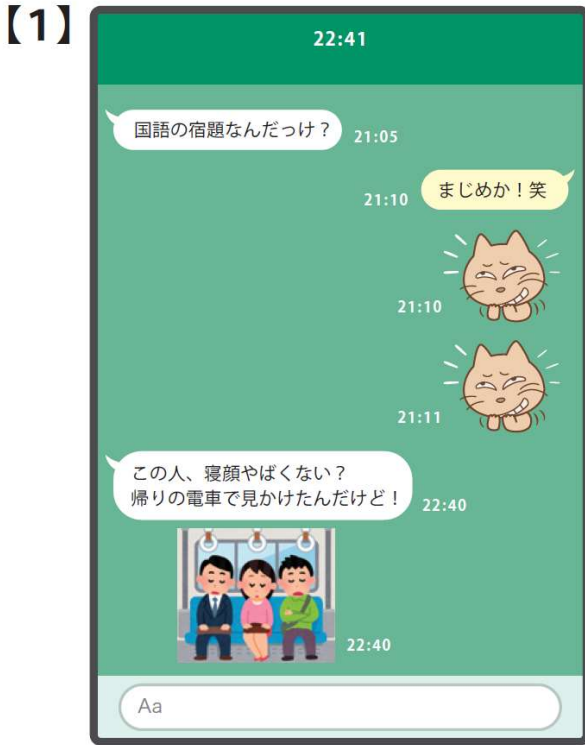 【1】
22:41
国語の宿題なんだっけ？
21:05
まじめか！笑
21:10
21:10
21:11
この人、寝顔やばくない？
帰りの電車で見かけたんだけど！
22:40
22:40
Aa